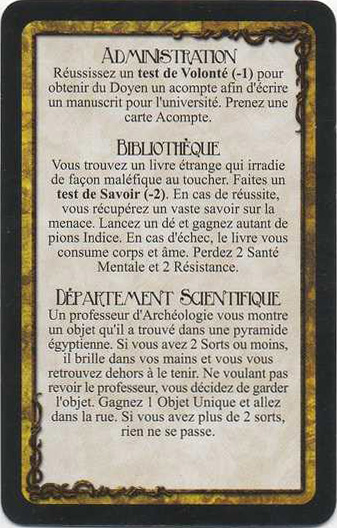 ADMINISTRATION
Réussissez un test de Volonté (-1) pour
obtenir du Doyen un acompte afin d'écrire
un manuscrit pour l'université. Prenez une
carte Acompte.
BIBLIOTHÈQUE
Vous trouvez un livre étrange qui irradie
de façon maléfique au toucher. Faites un
test de Savoir (-2). En cas de réussite,
vous récupérez un vaste savoir sur la
menace. Lancez un dé et gagnez autant de
pions Indice. En cas d'échec, le livre vous
consume corps et âme. Perdez 2 Santé
Mentale et 2 Résistance.
DÉPARTEMENT SCIENTIFIQUE
Un professeur d'Archéologie vous montre
un objet qu'il a trouvé dans une pyramide
égyptienne. Si vous avez 2 Sorts ou moins,
il brille dans vos mains et vous vous
retrouvez dehors à le tenir. Ne voulant pas
revoir le professeur, vous décidez de garder
l'objet. Gagnez 1 Objet Unique et allez
dans la rue. Si vous avez plus de 2 sorts,
rien ne se passe.